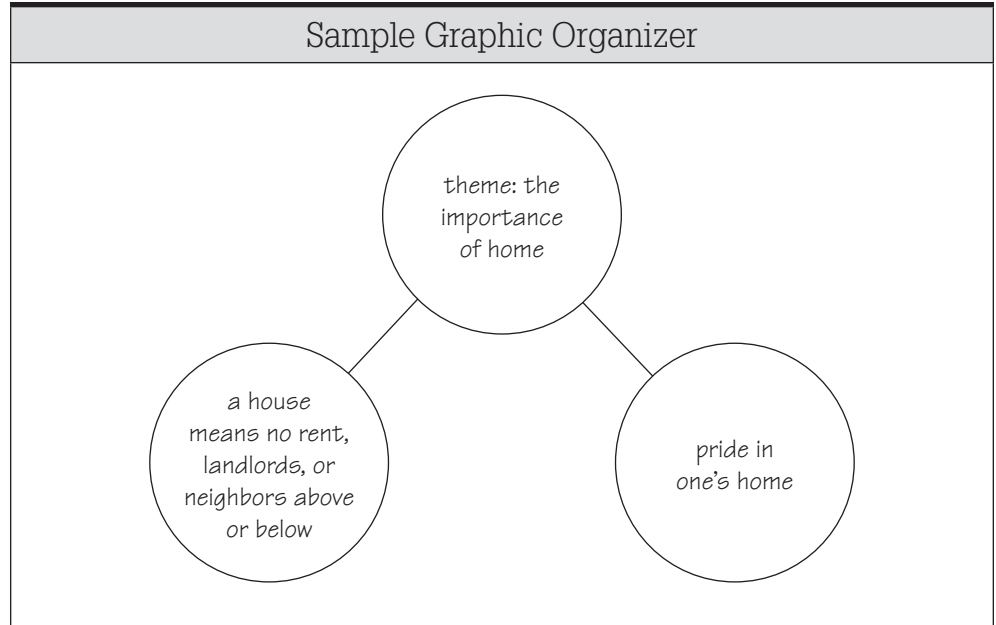 Sample Graphic Organizer
theme: the
importance
of home
a house
means no rent,
landlords, or
neighbors above
or below
pride in
one's home